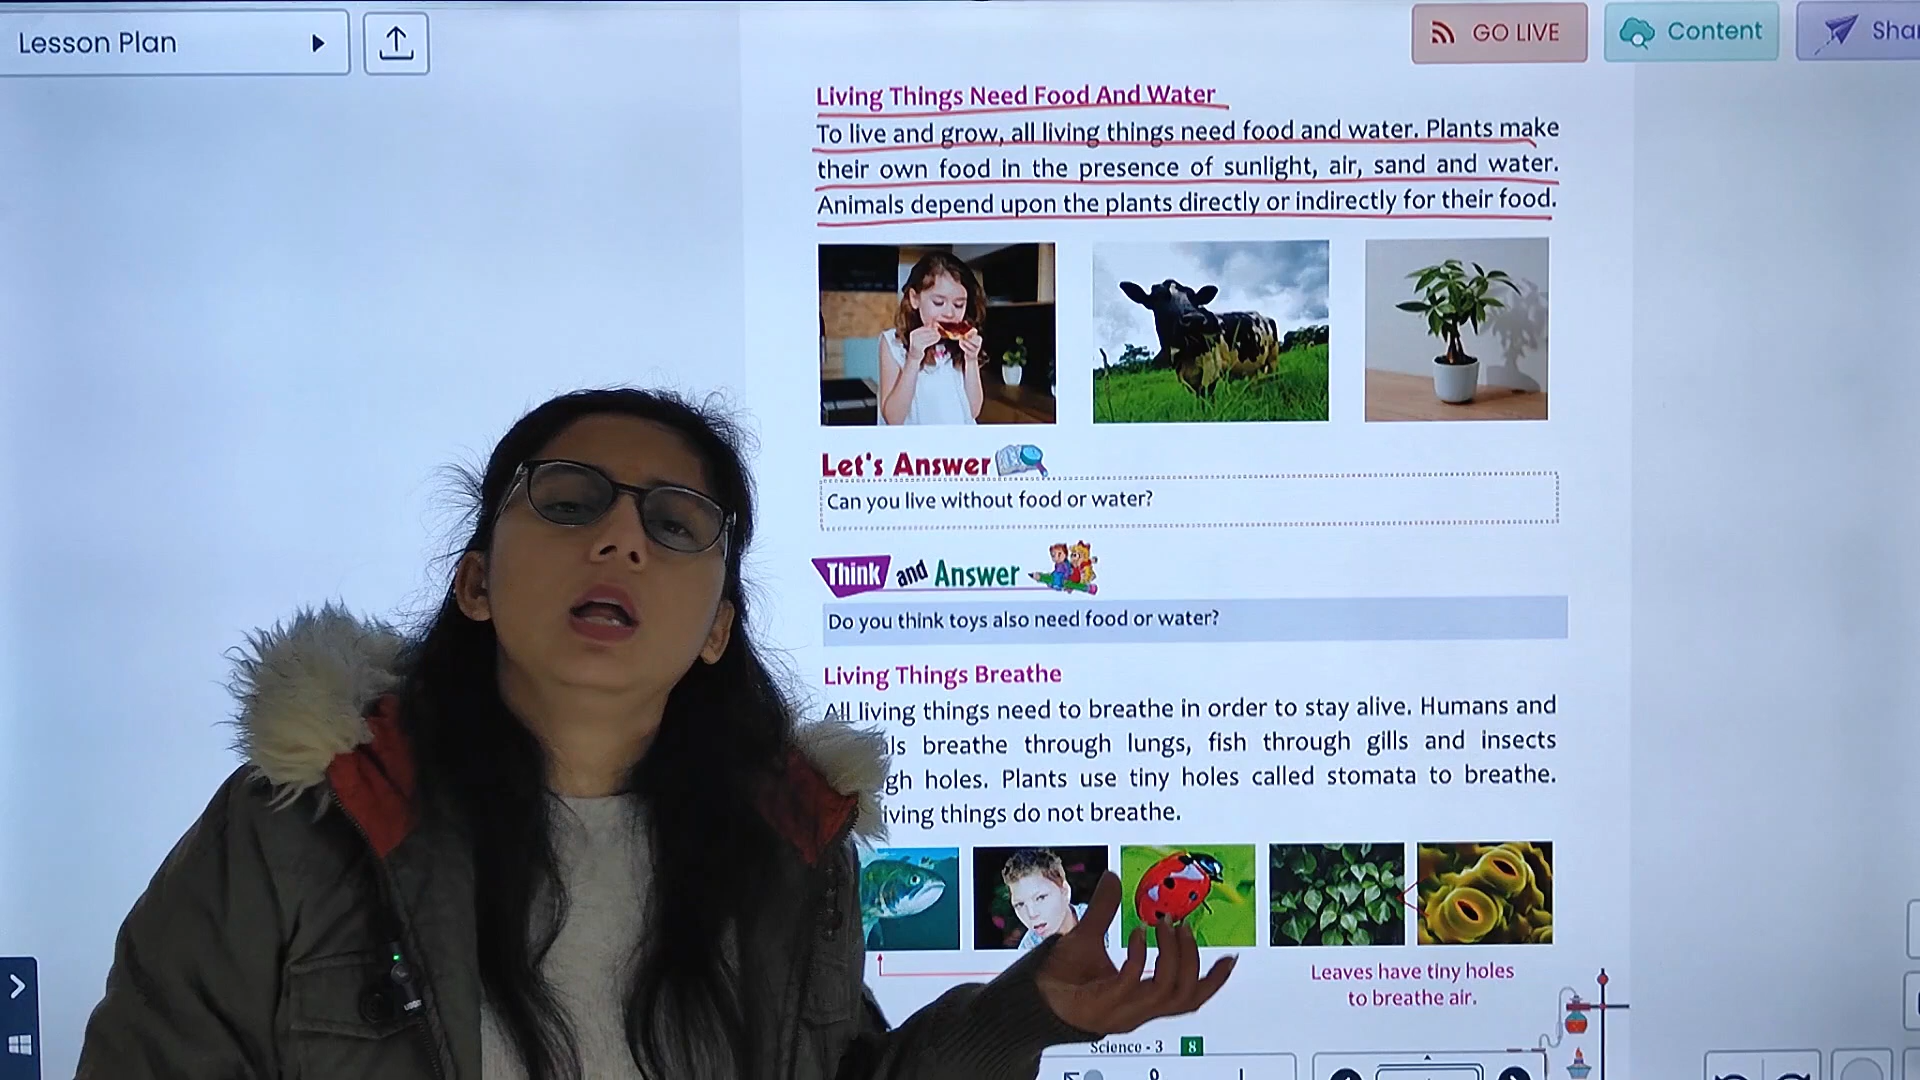 Lesson Plan
GO LIVE
Content
Living Things Need Food And Water
To live and grow, all living things need food and water. Plants make
their own food in the presence of sunlight, air, sand and water.
Animals depend upon the plants directly or indirectly for their food.
Let's Answer
Can you live without food or water?
Think and Answer
Do you think toys also need food or water?
Living Things Breathe
All living things need to breathe in order to stay alive. Humans and
breathe through lungs, fish through gills and insects
holes. Plants use tiny holes called stomata to breathe.
things do not breathe.
Leaves have tiny holes
to breathe air.
Science - 3 8